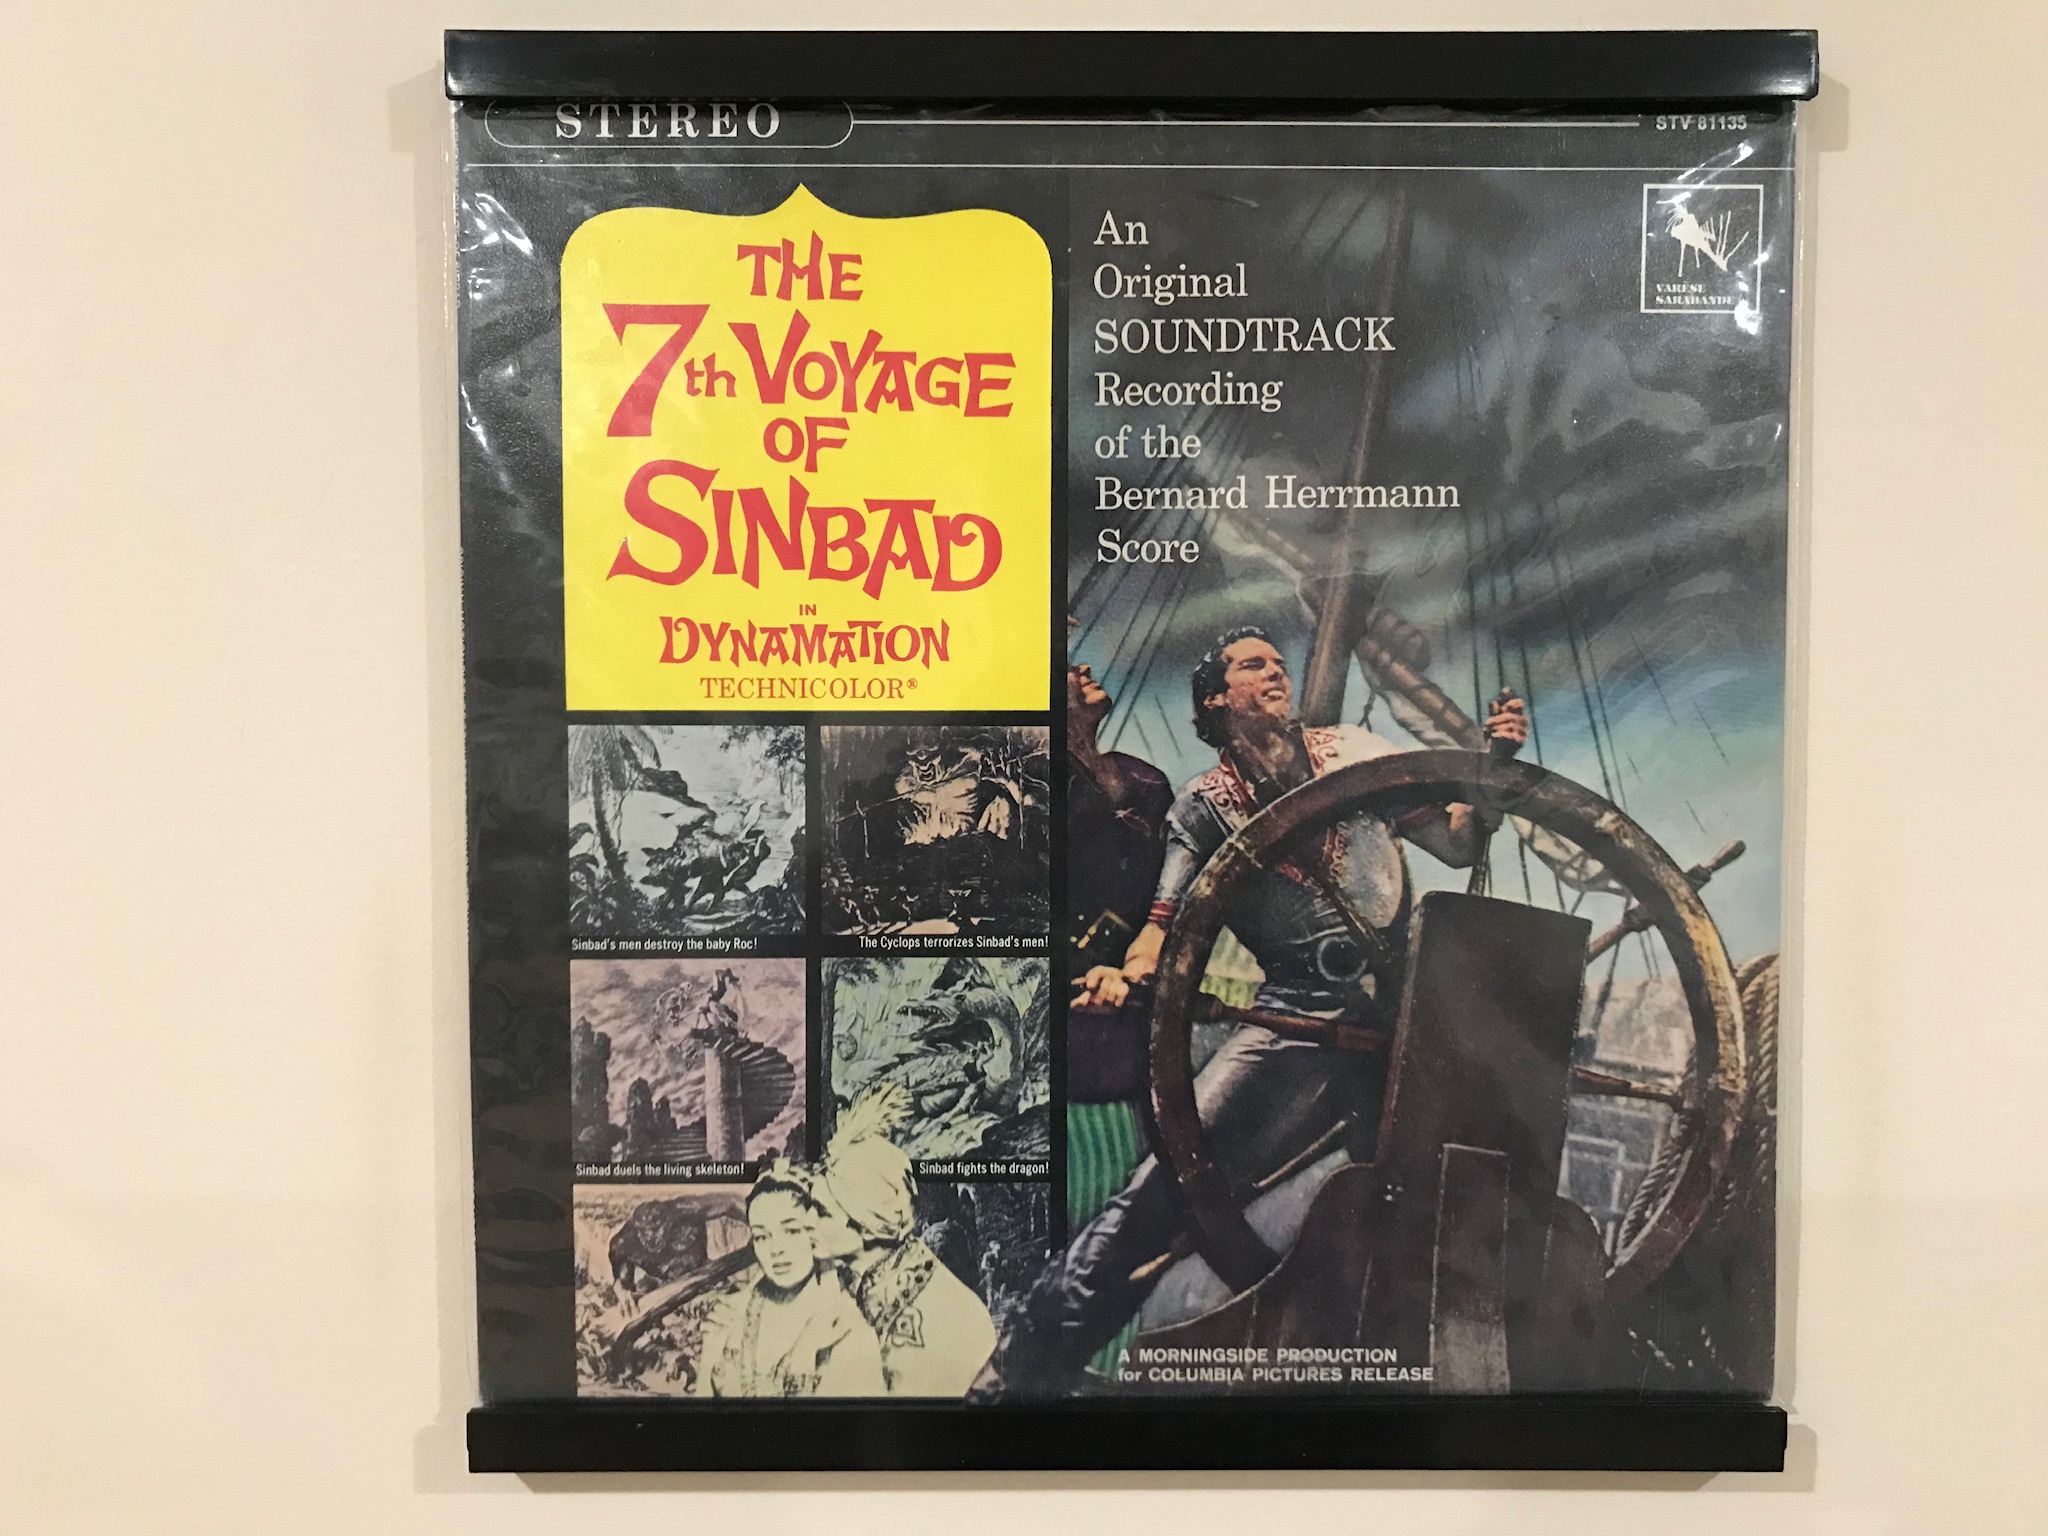 STEREO
STV 81135
THE
7th VOYAGE
OF
SINBAD
IN
DYNAMATION
TECHNICOLOR®
An
Original
SOUNDTRACK
Recording
of the
Bernard Herrmann
Score
VARESE
SARABANDE
Sinbad's men destroy the baby Roc!
The Cyclops terrorizes Sinbad's men!
Sinbad duels the living skeleton!
Sinbad fights the dragon!
A MORNINGSIDE PRODUCTION
for COLUMBIA PICTURES RELEASE